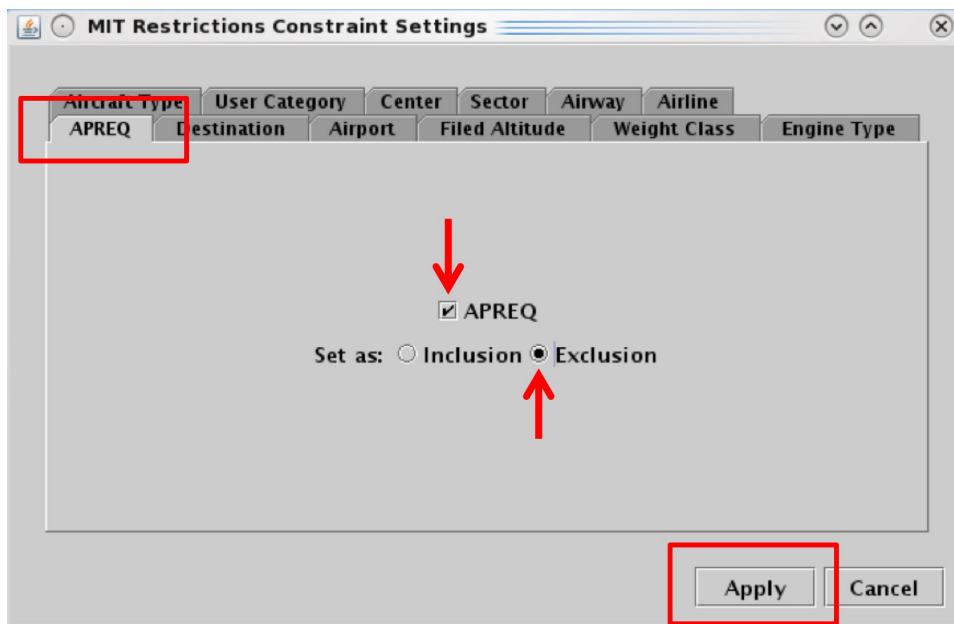 MIT Restrictions Constraint Settings
Aircraft Type User Category Center Sector Airway Airline
APREQ Destination Airport Filed Altitude Weight Class Engine Type
APREQ
Set as: Inclusion Exclusion
Apply Cancel